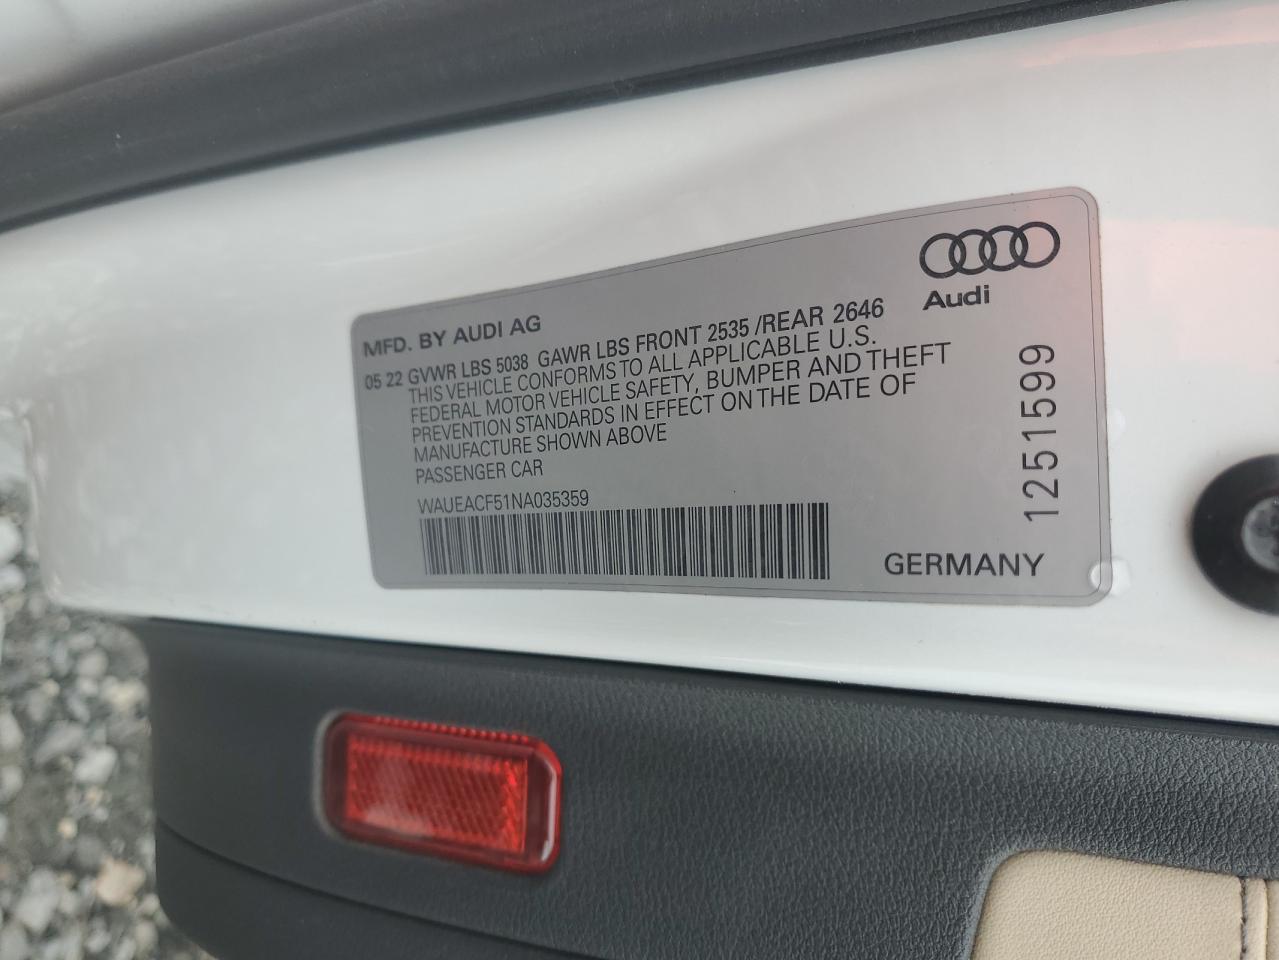 Audi
MFD. BY AUDI AG
05 22 GVWR LBS 5038 GAWR LBS FRONT 2535 /REAR 2646
THIS VEHICLE CONFORMS TO ALL APPLICABLE U.S.
FEDERAL MOTOR VEHICLE SAFETY, BUMPER AND THEFT
PREVENTION STANDARDS IN EFFECT ON THE DATE OF
MANUFACTURE SHOWN ABOVE
PASSENGER CAR
WAUEACF51NA035359
GERMANY
1251599